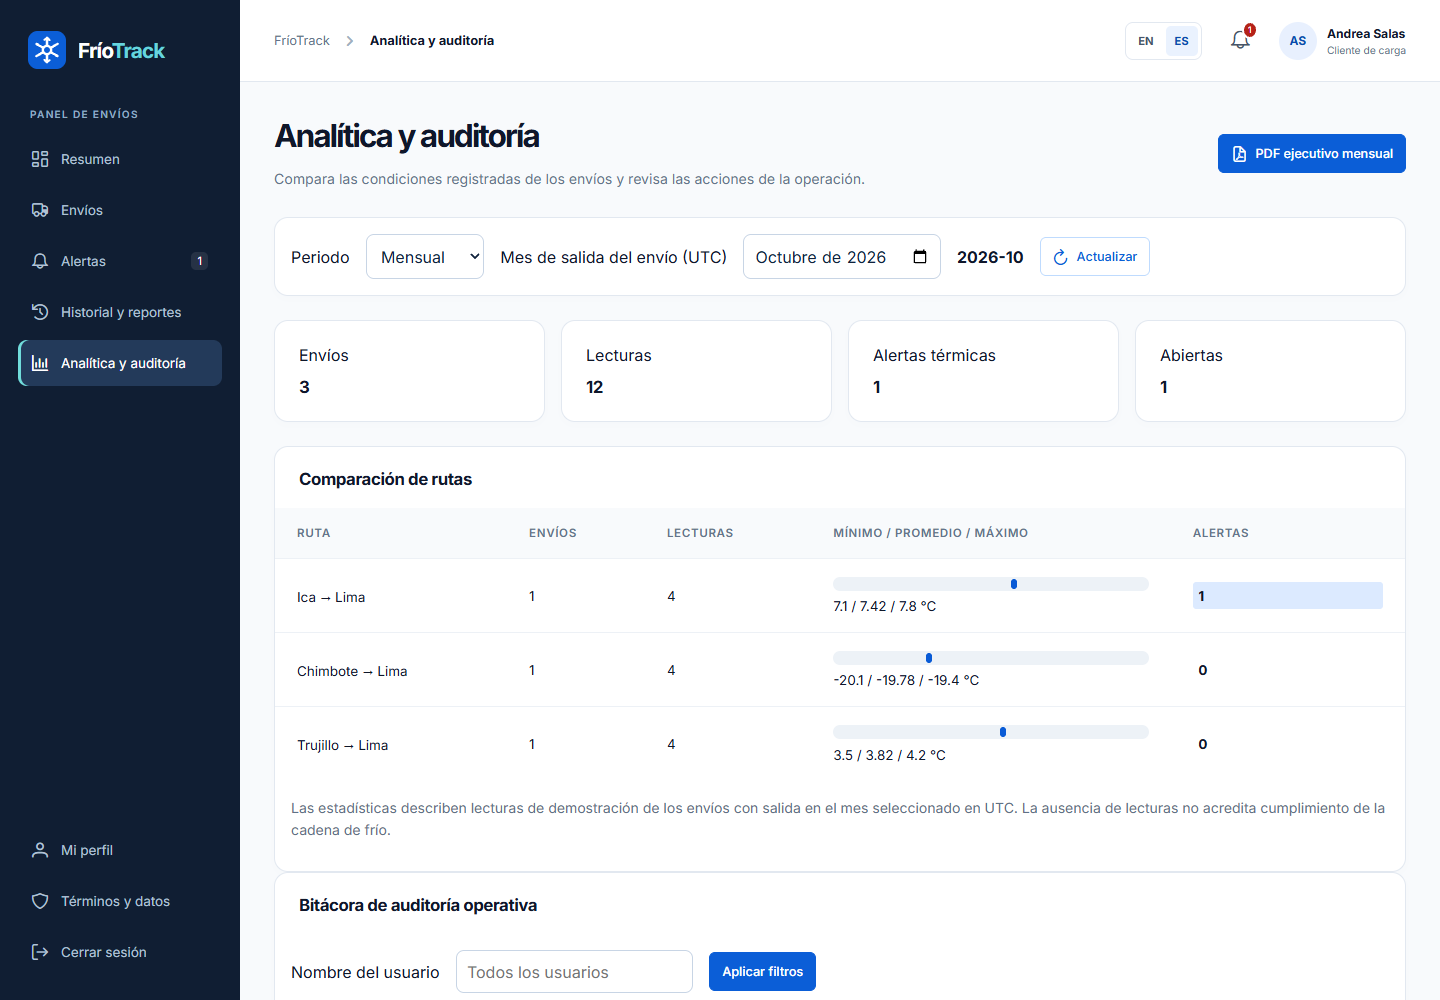 FríoTrack
PANEL DE ENVÍOS
Resumen
Envíos
Alertas 1
Historial y reportes
Analítica y auditoría
Mi perfil
Términos y datos
Cerrar sesión
FríoTrack > Analítica y auditoría
EN ES
1
AS
Andrea Salas
Cliente de carga
Analítica y auditoría
Compara las condiciones registradas de los envíos y revisa las acciones de la operación.
PDF ejecutivo mensual
Periodo Mensual Mes de salida del envío (UTC) Octubre de 2026 2026-10 Actualizar
Envíos
3
Lecturas
12
Alertas térmicas
1
Abiertas
1
Comparación de rutas
RUTA ENVÍOS LECTURAS MÍNIMO / PROMEDIO / MÁXIMO ALERTAS
Ica → Lima 1 4 7.1 / 7.42 / 7.8 °C 1
Chimbote → Lima 1 4 -20.1 / -19.78 / -19.4 °C 0
Trujillo → Lima 1 4 3.5 / 3.82 / 4.2 °C 0
Las estadísticas describen lecturas de demostración de los envíos con salida en el mes seleccionado en UTC. La ausencia de lecturas no acredita cumplimiento de la
cadena de frío.
Bitácora de auditoría operativa
Nombre del usuario Todos los usuarios Aplicar filtros